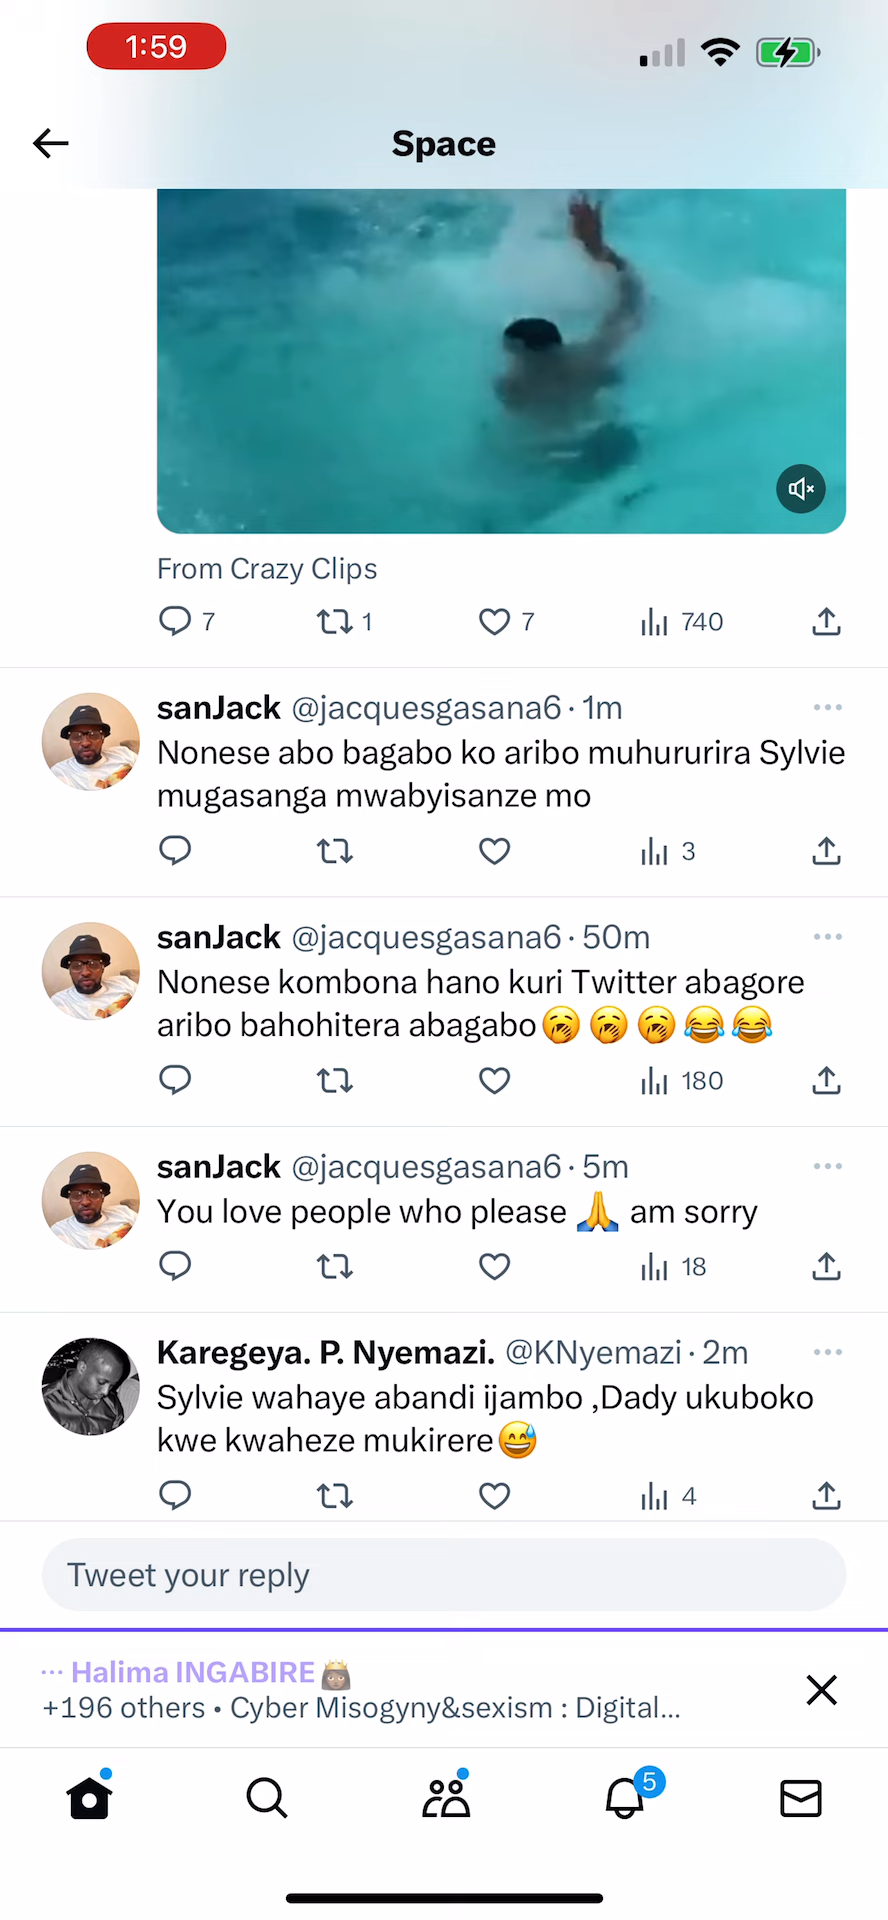 1:59
Space
From Crazy Clips
7 1 7 740
sanJack @jacquesgasana6 · 1m
Nonese abo bagabo ko aribo muhururira Sylvie
mugasanga mwabyisanze mo
3
sanJack @jacquesgasana6 · 50m
Nonese kombona hano kuri Twitter abagore
aribo bahohitera abagabo🥱🥱🥱😂😂
180
sanJack @jacquesgasana6 · 5m
You love people who please 🙏 am sorry
18
Karegeya. P. Nyemazi. @KNyemazi · 2m
Sylvie wahaye abandi ijambo ,Dady ukuboko
kwe kwaheze mukirere😅
4
Tweet your reply
··· Halima INGABIRE👸🏾
+196 others • Cyber Misogyny&sexism : Digital...
5